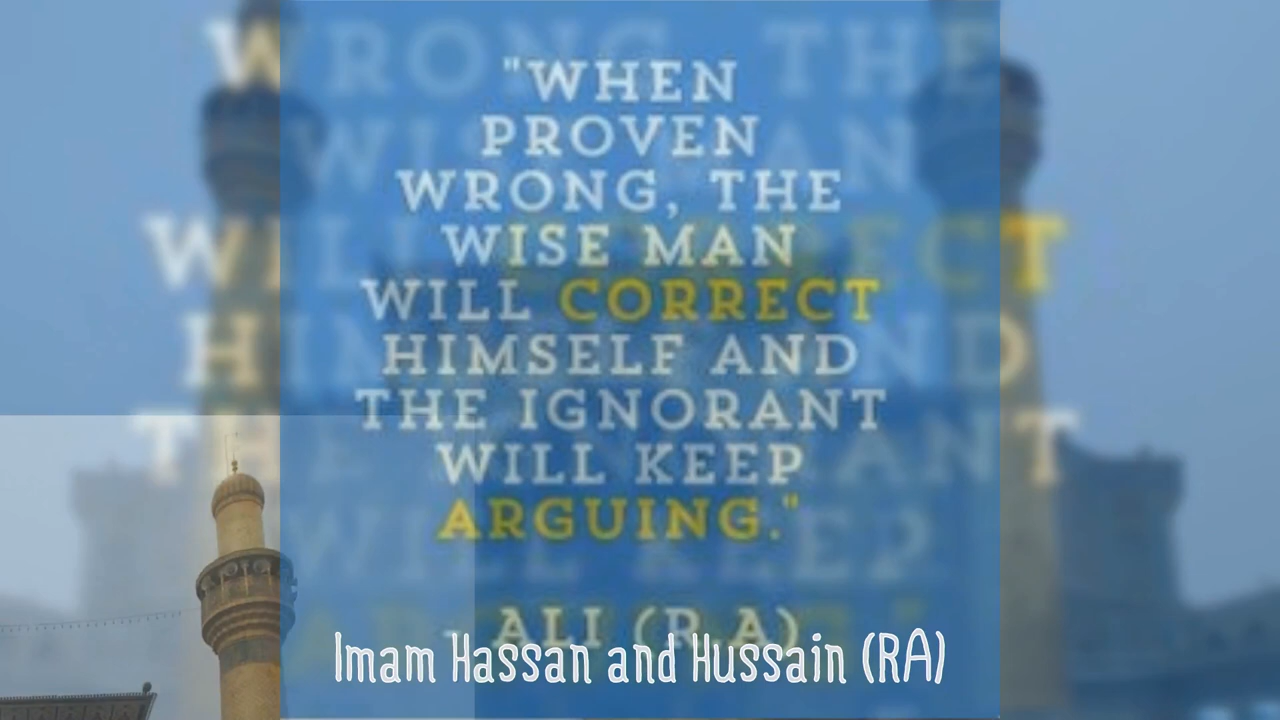 "WHEN
PROVEN
WRONG, THE
WISE MAN
WILL CORRECT
HIMSELF AND
THE IGNORANT
WILL KEEP
ARGUING."
- ALI (R.A)
Imam Hassan and Hussain (RA)